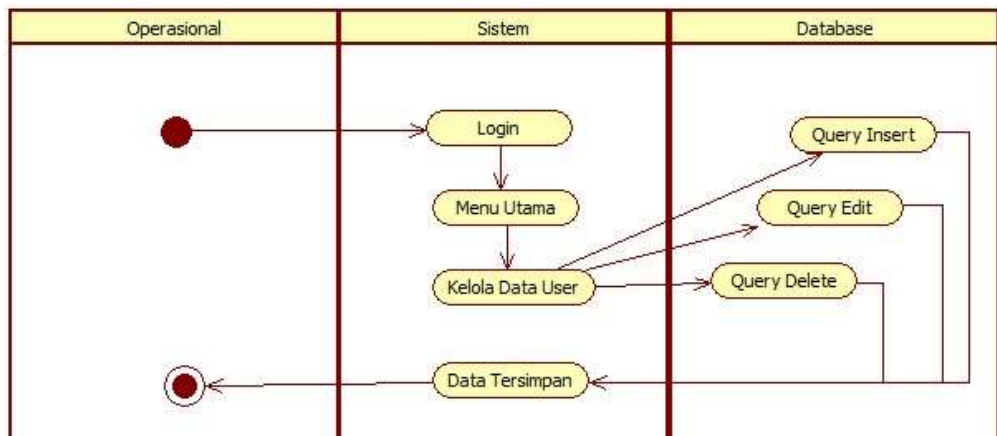 Operasional
Sistem
Database
Login
Query Insert
Menu Utama
Query Edit
Kelola Data User
Query Delete
Data Tersimpan